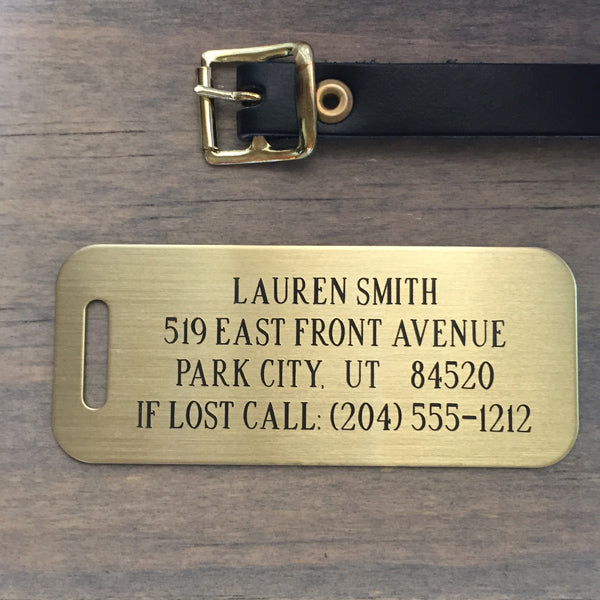 LAUREN SMITH
519 EAST FRONT AVENUE
PARK CITY, UT 84520
IF LOST CALL: (204) 555-1212